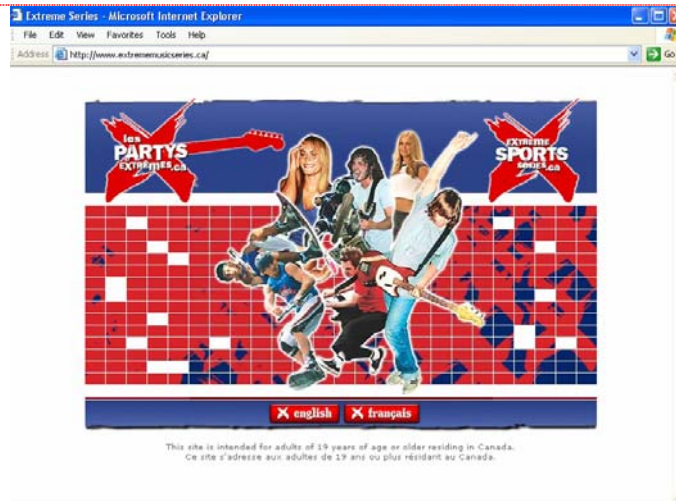 Extreme Series - Microsoft Internet Explorer
File Edit View Favorites Tools Help
Address http://www.extrememusicseries.ca/ Go
les
PARTYS
EXTRêMES.ca
EXTREME
SPORTS
SERIES.ca
english français
This site is intended for adults of 19 years of age or older residing in Canada.
Ce site s'adresse aux adultes de 19 ans ou plus résidant au Canada.